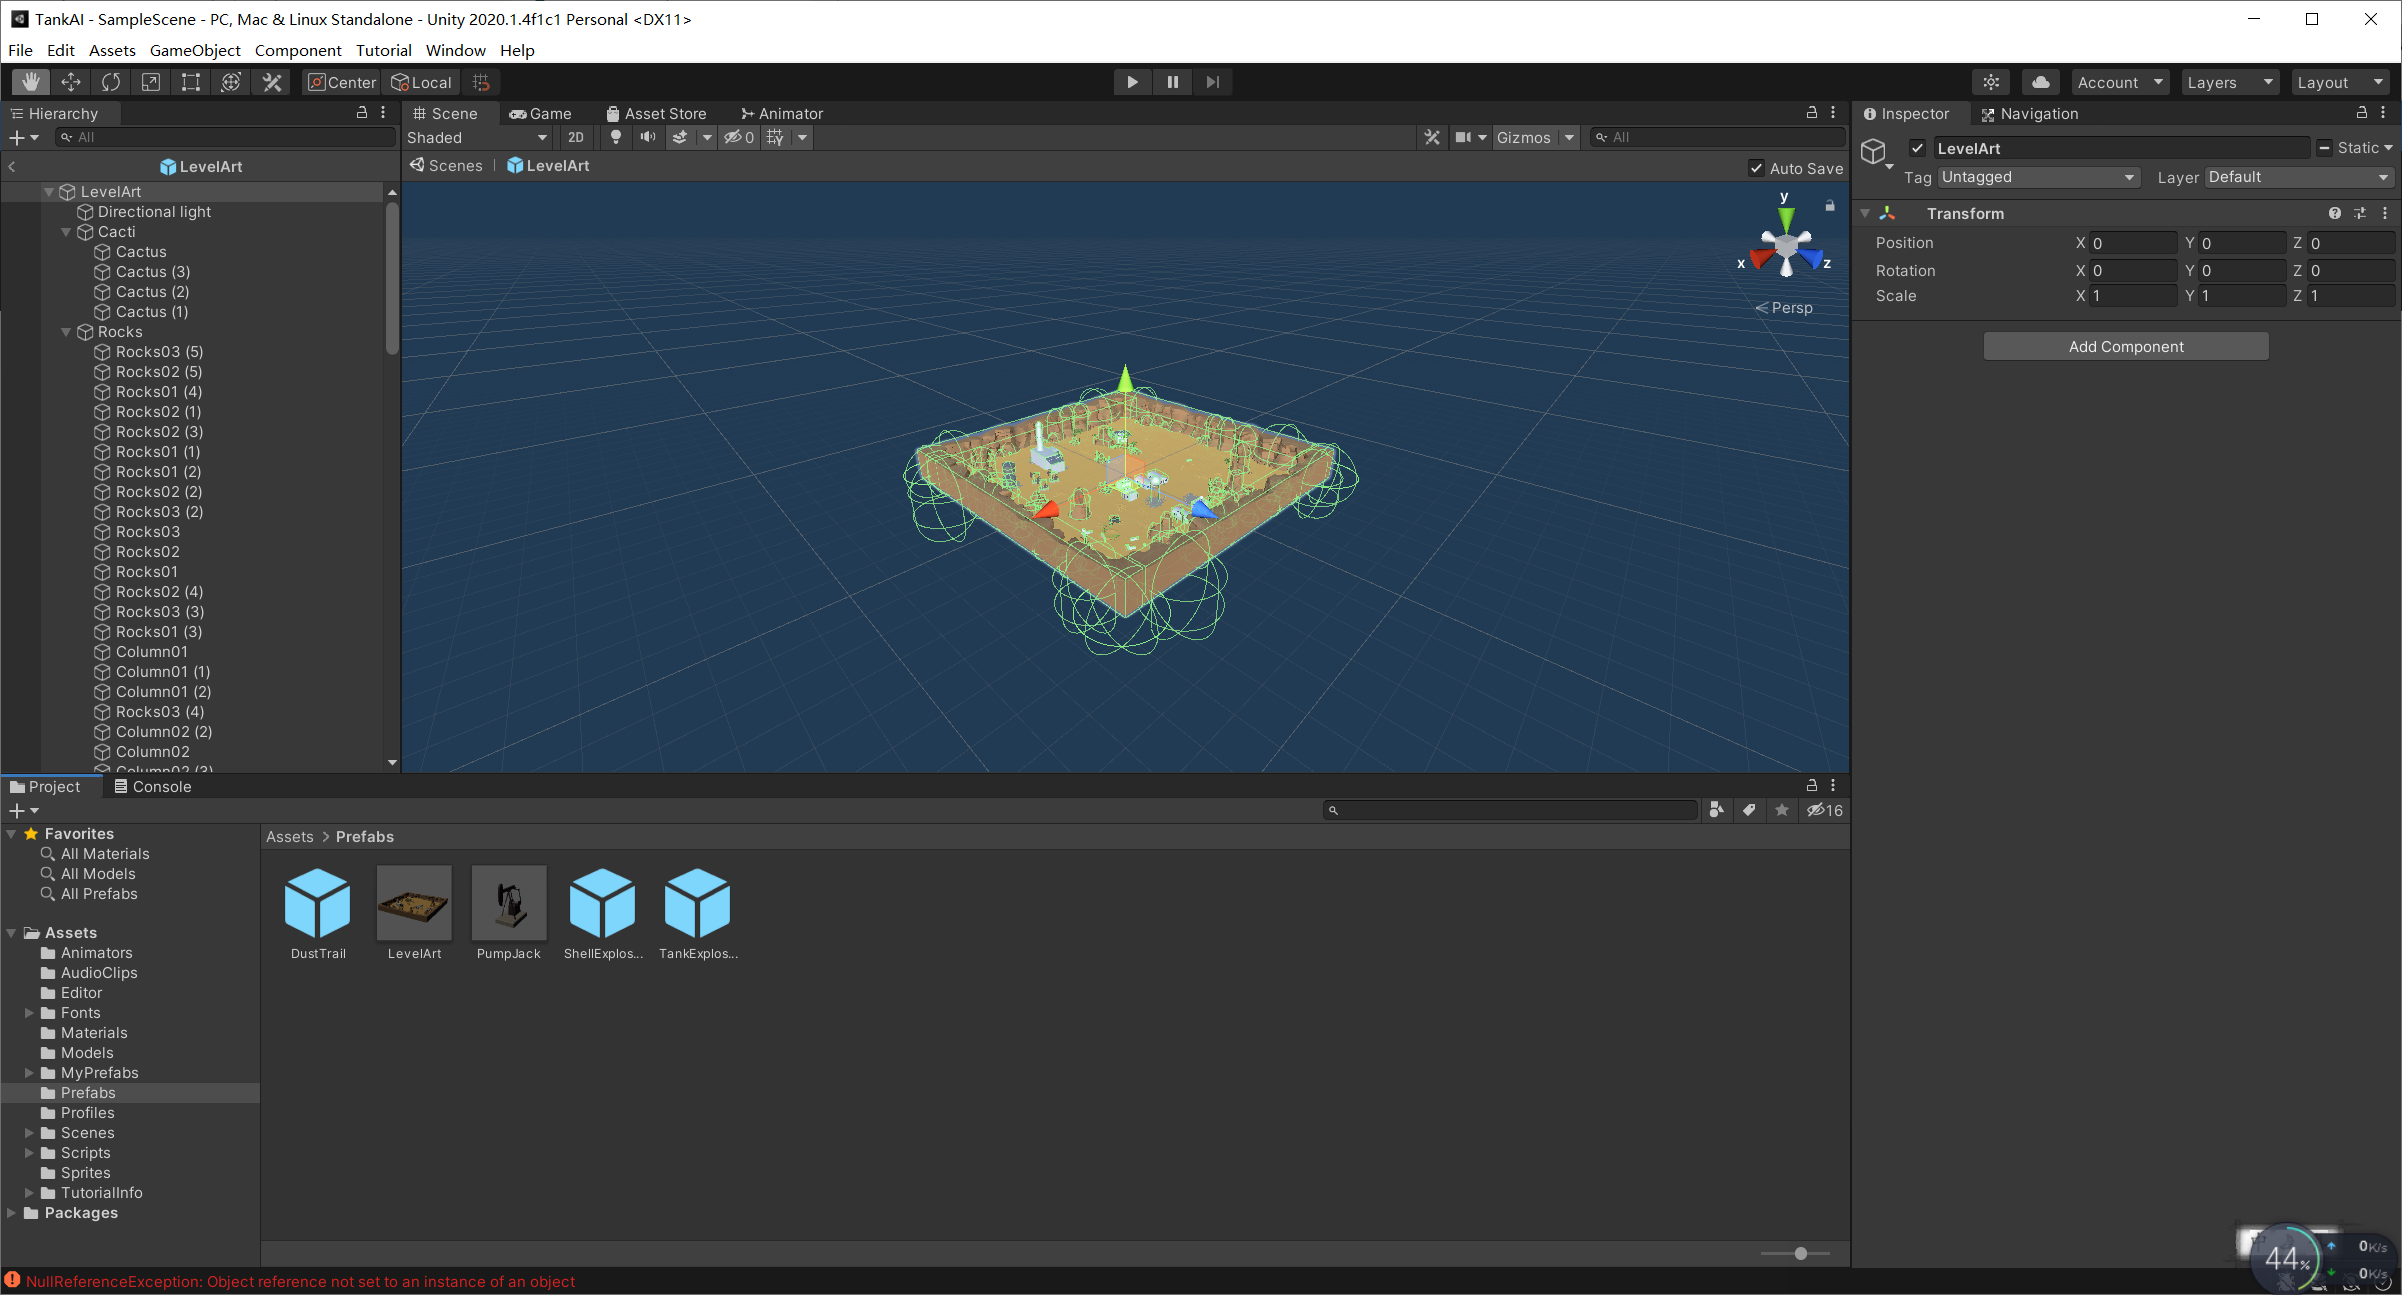 TankAI - SampleScene - PC, Mac & Linux Standalone - Unity 2020.1.4f1c1 Personal <DX11>
File Edit Assets GameObject Component Tutorial Window Help
Center Local Account Layers Layout
Hierarchy
All
LevelArt
LevelArt
Directional light
Cacti
Cactus
Cactus (3)
Cactus (2)
Cactus (1)
Rocks
Rocks03 (5)
Rocks02 (5)
Rocks01 (4)
Rocks02 (1)
Rocks02 (3)
Rocks01 (1)
Rocks01 (2)
Rocks02 (2)
Rocks03 (2)
Rocks03
Rocks02
Rocks01
Rocks02 (4)
Rocks03 (3)
Rocks01 (3)
Column01
Column01 (1)
Column01 (2)
Rocks03 (4)
Column02 (2)
Column02
Column02 (3)
Scene Game Asset Store Animator
Shaded 2D 0 Gizmos All
Scenes LevelArt Auto Save
y
x z
Persp
Inspector Navigation
LevelArt Static
Tag Untagged Layer Default
Transform
Position X 0 Y 0 Z 0
Rotation X 0 Y 0 Z 0
Scale X 1 Y 1 Z 1
Add Component
Project Console
16
Favorites
All Materials
All Models
All Prefabs
Assets
Animators
AudioClips
Editor
Fonts
Materials
Models
MyPrefabs
Prefabs
Profiles
Scenes
Scripts
Sprites
TutorialInfo
Packages
Assets > Prefabs
DustTrail LevelArt PumpJack ShellExplos... TankExplos...
NullReferenceException: Object reference not set to an instance of an object
44%
0K/s
0K/s